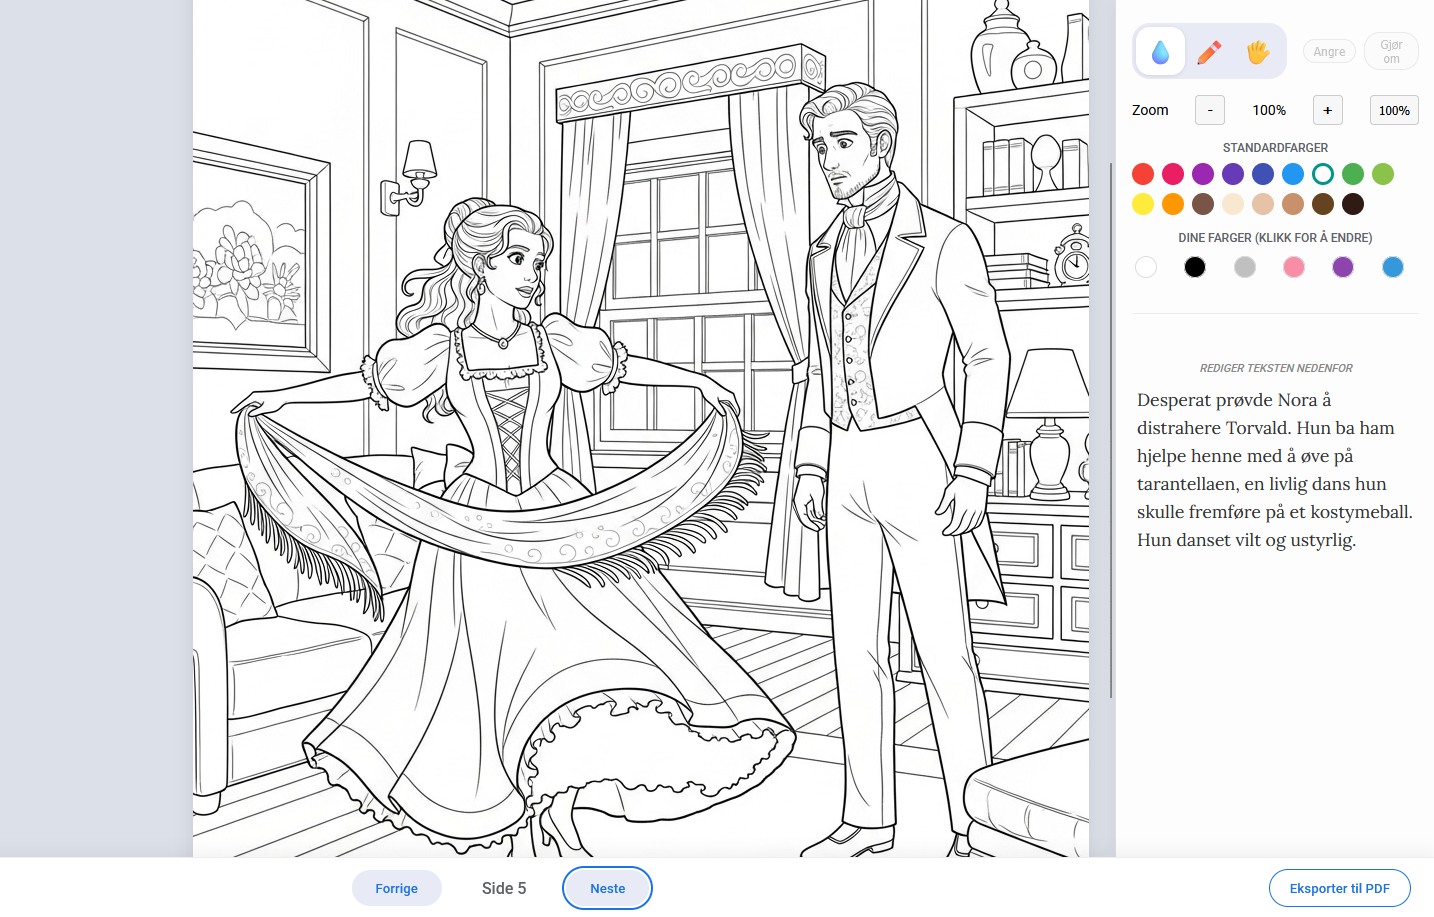 Angre
Gjør
om
Zoom
-
100%
+
100%
STANDARDFARGER
DINE FARGER (KLIKK FOR Å ENDRE)
REDIGER TEKSTEN NEDENFOR
Desperat prøvde Nora å
distrahere Torvald. Hun ba ham
hjelpe henne med å øve på
tarantellaen, en livlig dans hun
skulle fremføre på et kostymeball.
Hun danset vilt og ustyrlig.
Forrige
Side 5
Neste
Eksporter til PDF